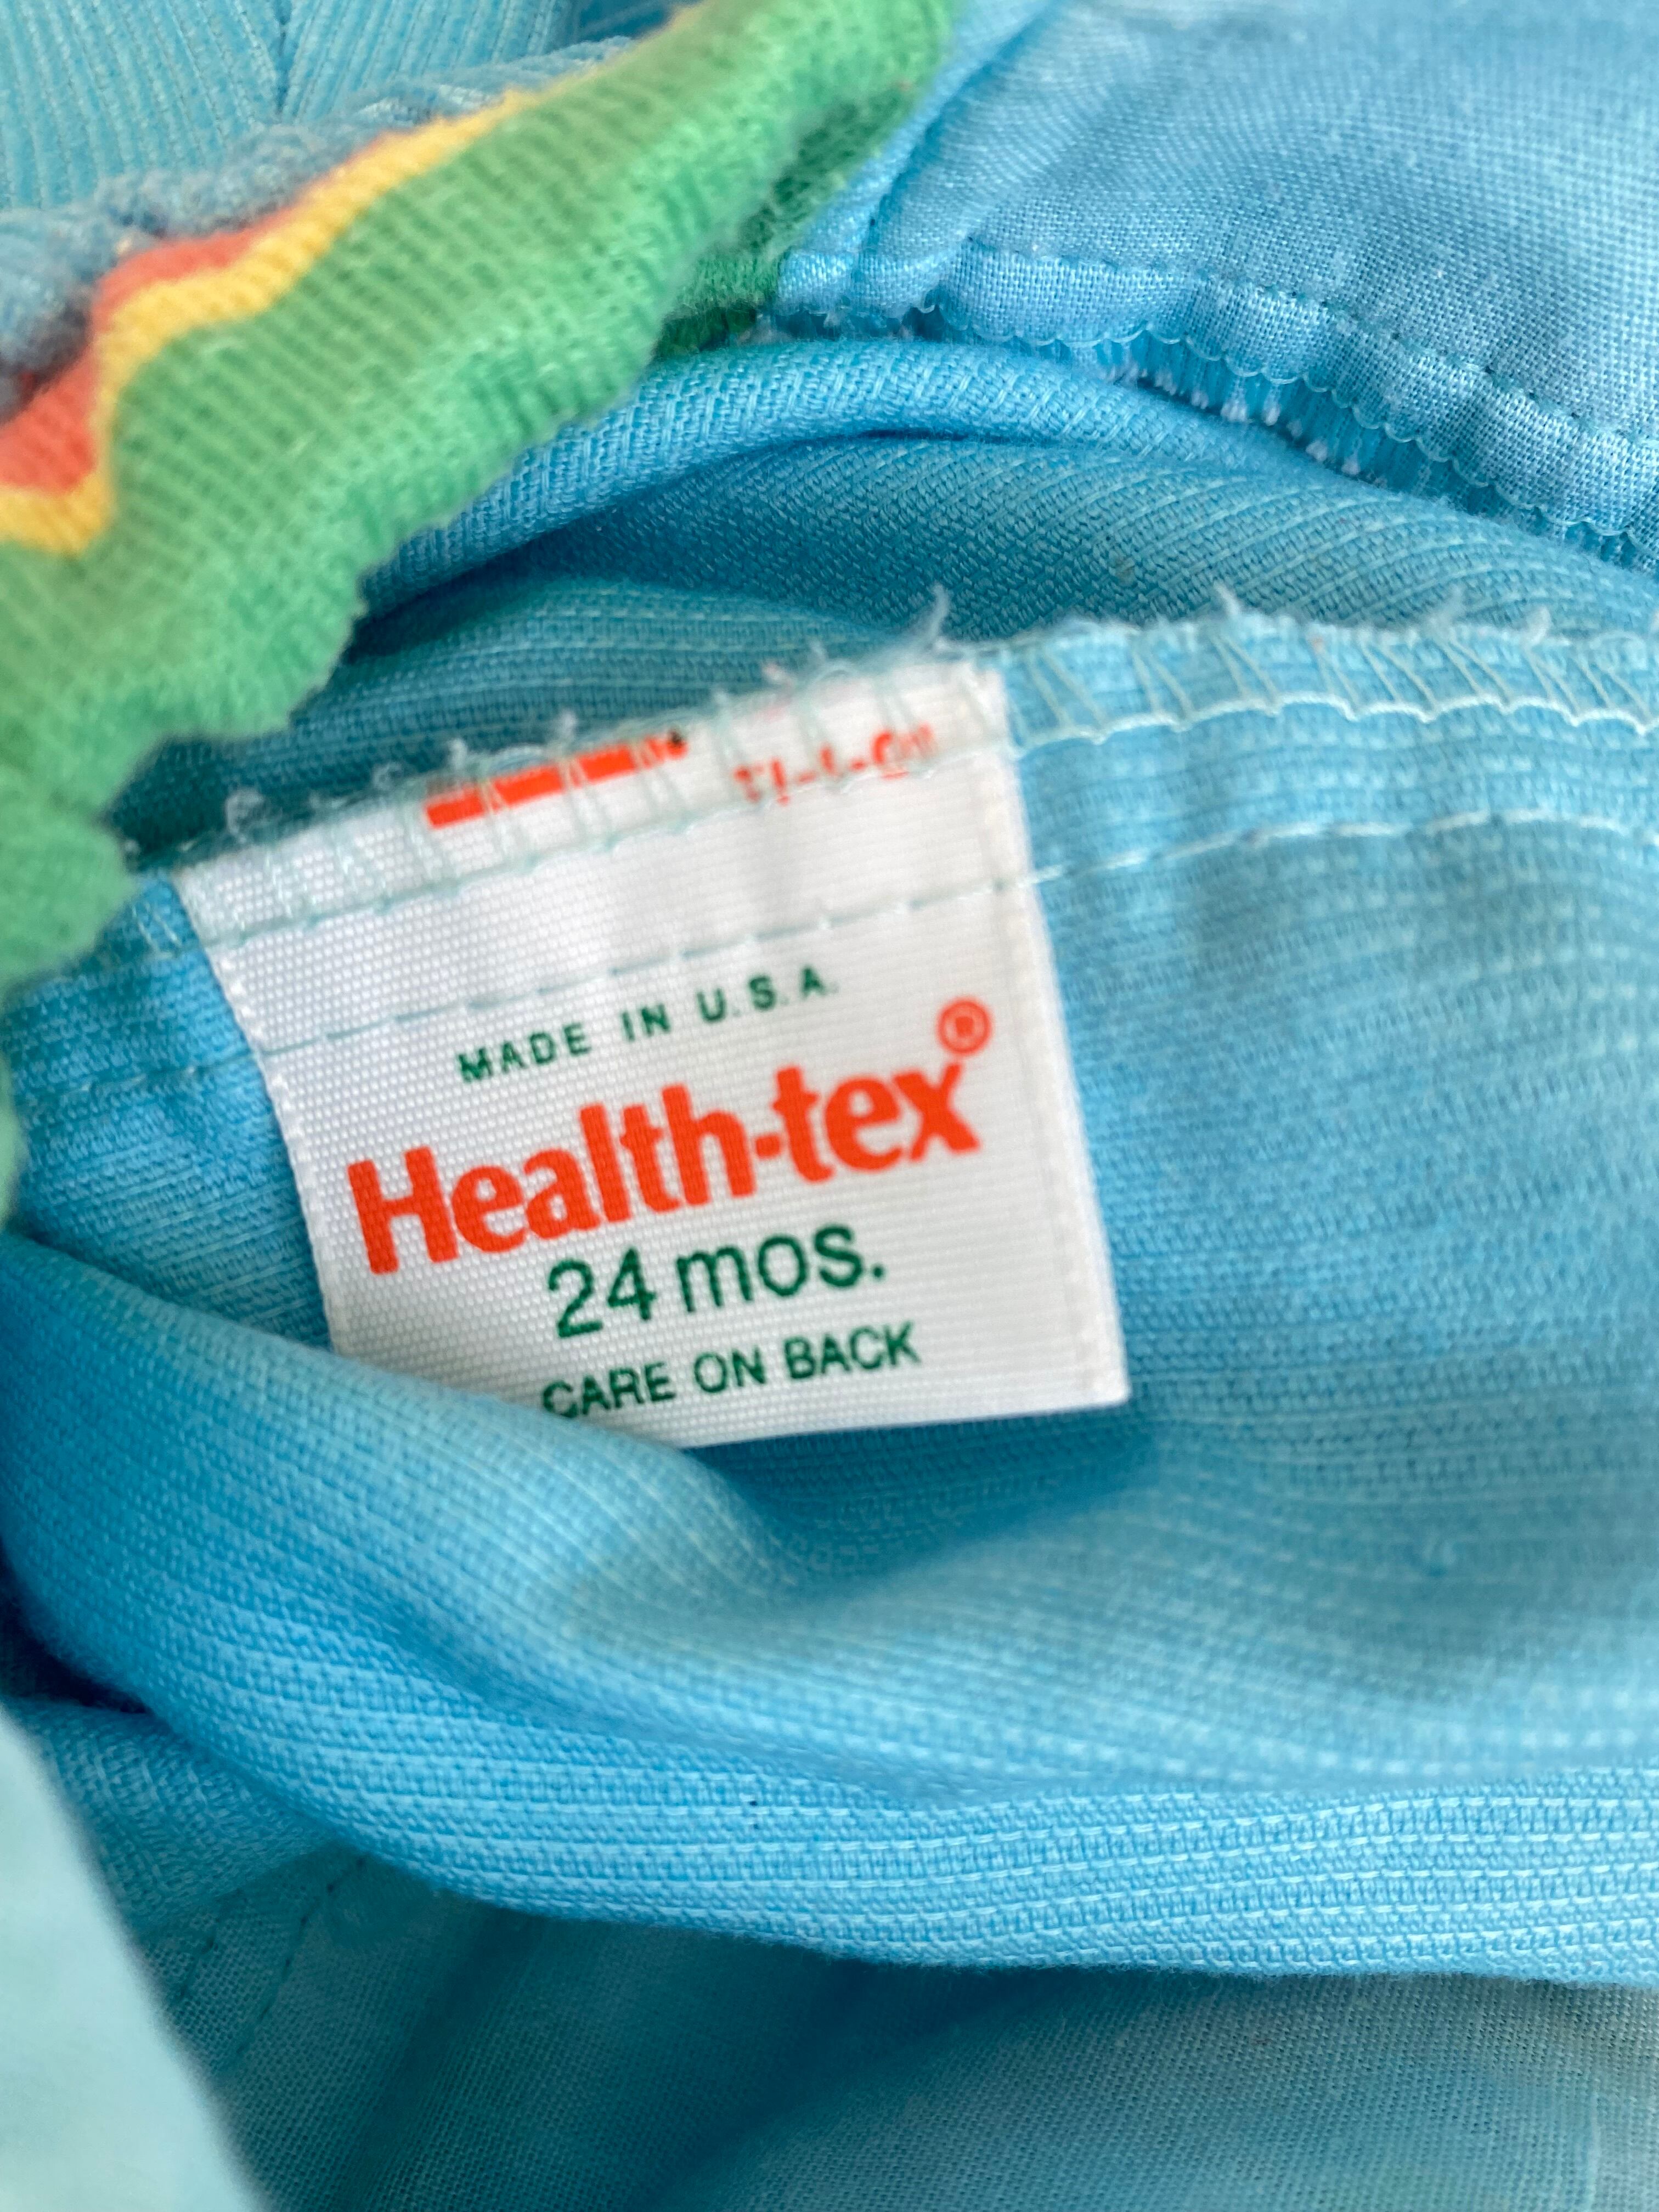 MADE IN U.S.A.
Health-tex®
24 mos.
CARE ON BACK